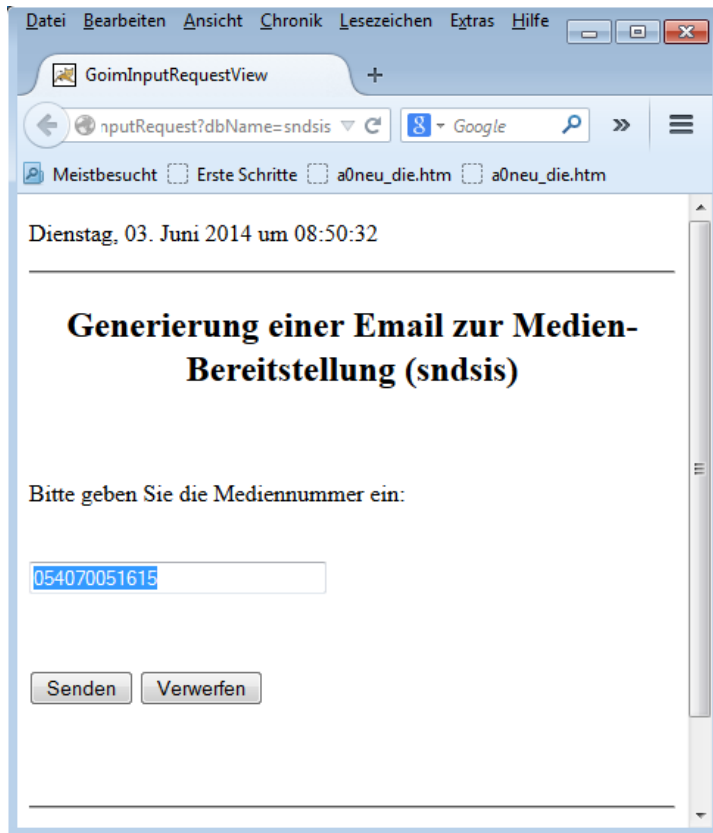 Datei Bearbeiten Ansicht Chronik Lesezeichen Extras Hilfe
GoimInputRequestView
nputRequest?dbName=sndsis Google
Meistbesucht Erste Schritte a0neu_die.htm a0neu_die.htm
Dienstag, 03. Juni 2014 um 08:50:32
Generierung einer Email zur Medien-
Bereitstellung (sndsis)
Bitte geben Sie die Mediennummer ein:
054070051615
Senden Verwerfen